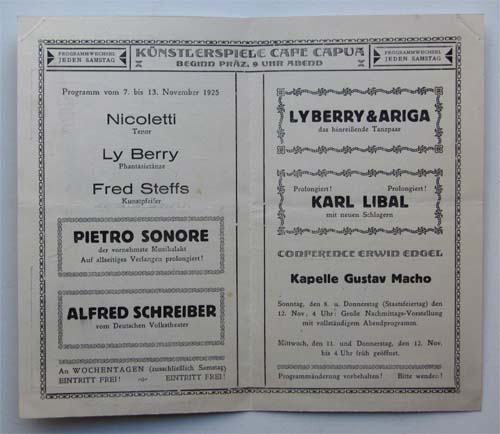 PROGRAMMWECHSEL
JEDEN SAMSTAG
KÜNSTLERSPIELE CAFE CAPUA
BEGINN PRÄZ. 9 UHR ABEND
PROGRAMMWECHSEL
JEDEN SAMSTAG
Programm vom 7. bis 13. November 1925
Nicoletti
Tenor
Ly Berry
Phantasietänze
Fred Steffs
Kunstpfeifer
PIETRO SONORE
der vornehmste Musikalakt
Auf allseitiges Verlangen prolongiert!
ALFRED SCHREIBER
vom Deutschen Volkstheater
An WOCHENTAGEN (ausschließlich Samstag)
EINTRITT FREI! -o- EINTRITT FREI!
LYBERRY & ARIGA
das hinreißende Tanzpaar
Prolongiert! Prolongiert!
KARL LIBAL
mit neuen Schlagern
CONFERENCE ERWIN ENGEL
Kapelle Gustav Macho
Sonntag, den 8. u. Donnerstag (Staatsfeiertag) den
12. Nov., 4 Uhr: Große Nachmittags-Vorstellung
mit vollständigem Abendprogramm.
Mittwoch, den 11. und Donnerstag, den 12. Nov.
bis 4 Uhr früh geöffnet.
Programmänderung vorbehalten! Bitte wenden!